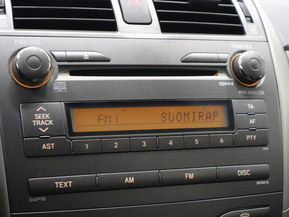 FM1 SUOMIRAP
SEEK
TRACK
AST
1 2 3 4 5 6
TA
AF
PTY
TEXT AM FM DISC